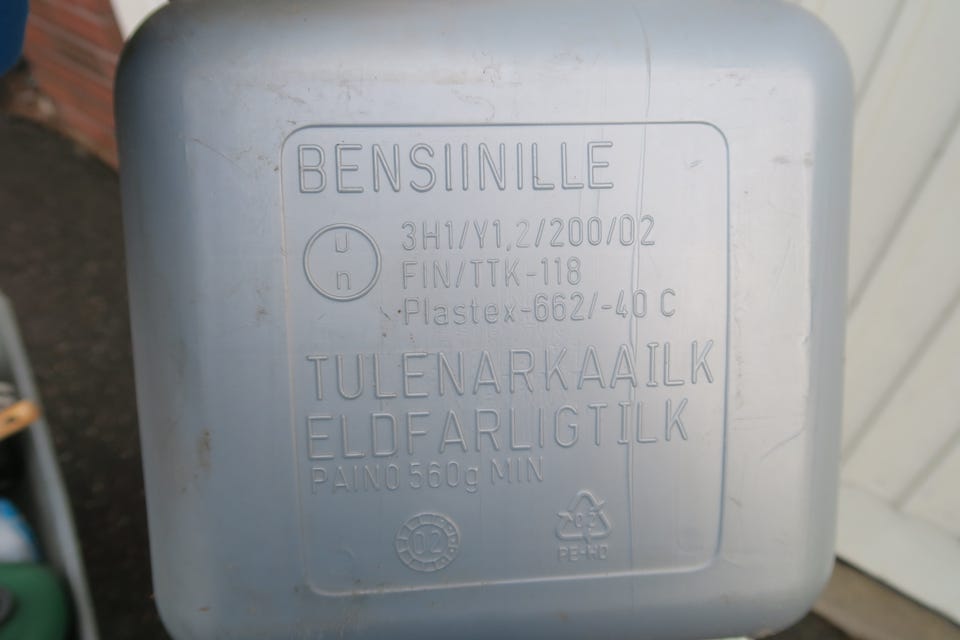 BENSIINILLE
u
n
3H1/Y1,2/200/02
FIN/TTK-118
Plastex-662/-40 C
TULENARKAAILK
ELDFARLIGTILK
PAINO 560g MIN
02
02
PE-HD